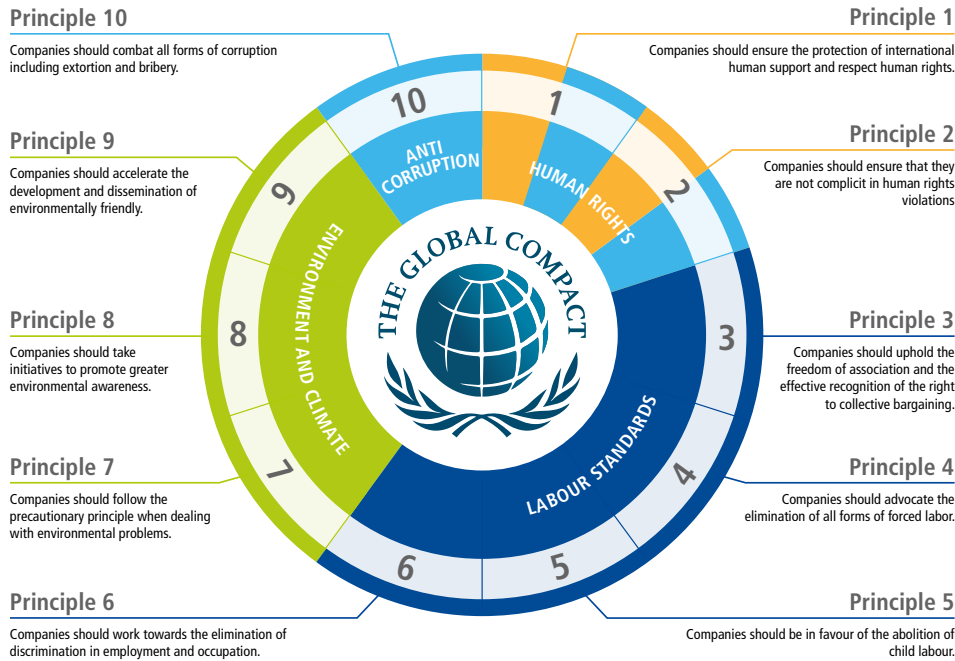 Principle 10
Companies should combat all forms of corruption
including extortion and bribery.
Principle 1
Companies should ensure the protection of international
human support and respect human rights.
Principle 9
Companies should accelerate the
development and dissemination of
environmentally friendly.
Principle 2
Companies should ensure that they
are not complicit in human rights
violations
Principle 8
Companies should take
initiatives to promote greater
environmental awareness.
Principle 3
Companies should uphold the
freedom of association and the
effective recognition of the right
to collective bargaining.
Principle 7
Companies should follow the
precautionary principle when dealing
with environmental problems.
Principle 4
Companies should advocate the
elimination of all forms of forced labor.
Principle 6
Companies should work towards the elimination of
discrimination in employment and occupation.
Principle 5
Companies should be in favour of the abolition of
child labour.
10
1
2
3
4
5
6
7
8
9
ANTI
CORRUPTION
HUMAN RIGHTS
LABOUR STANDARDS
ENVIRONMENT AND CLIMATE
THE GLOBAL COMPACT